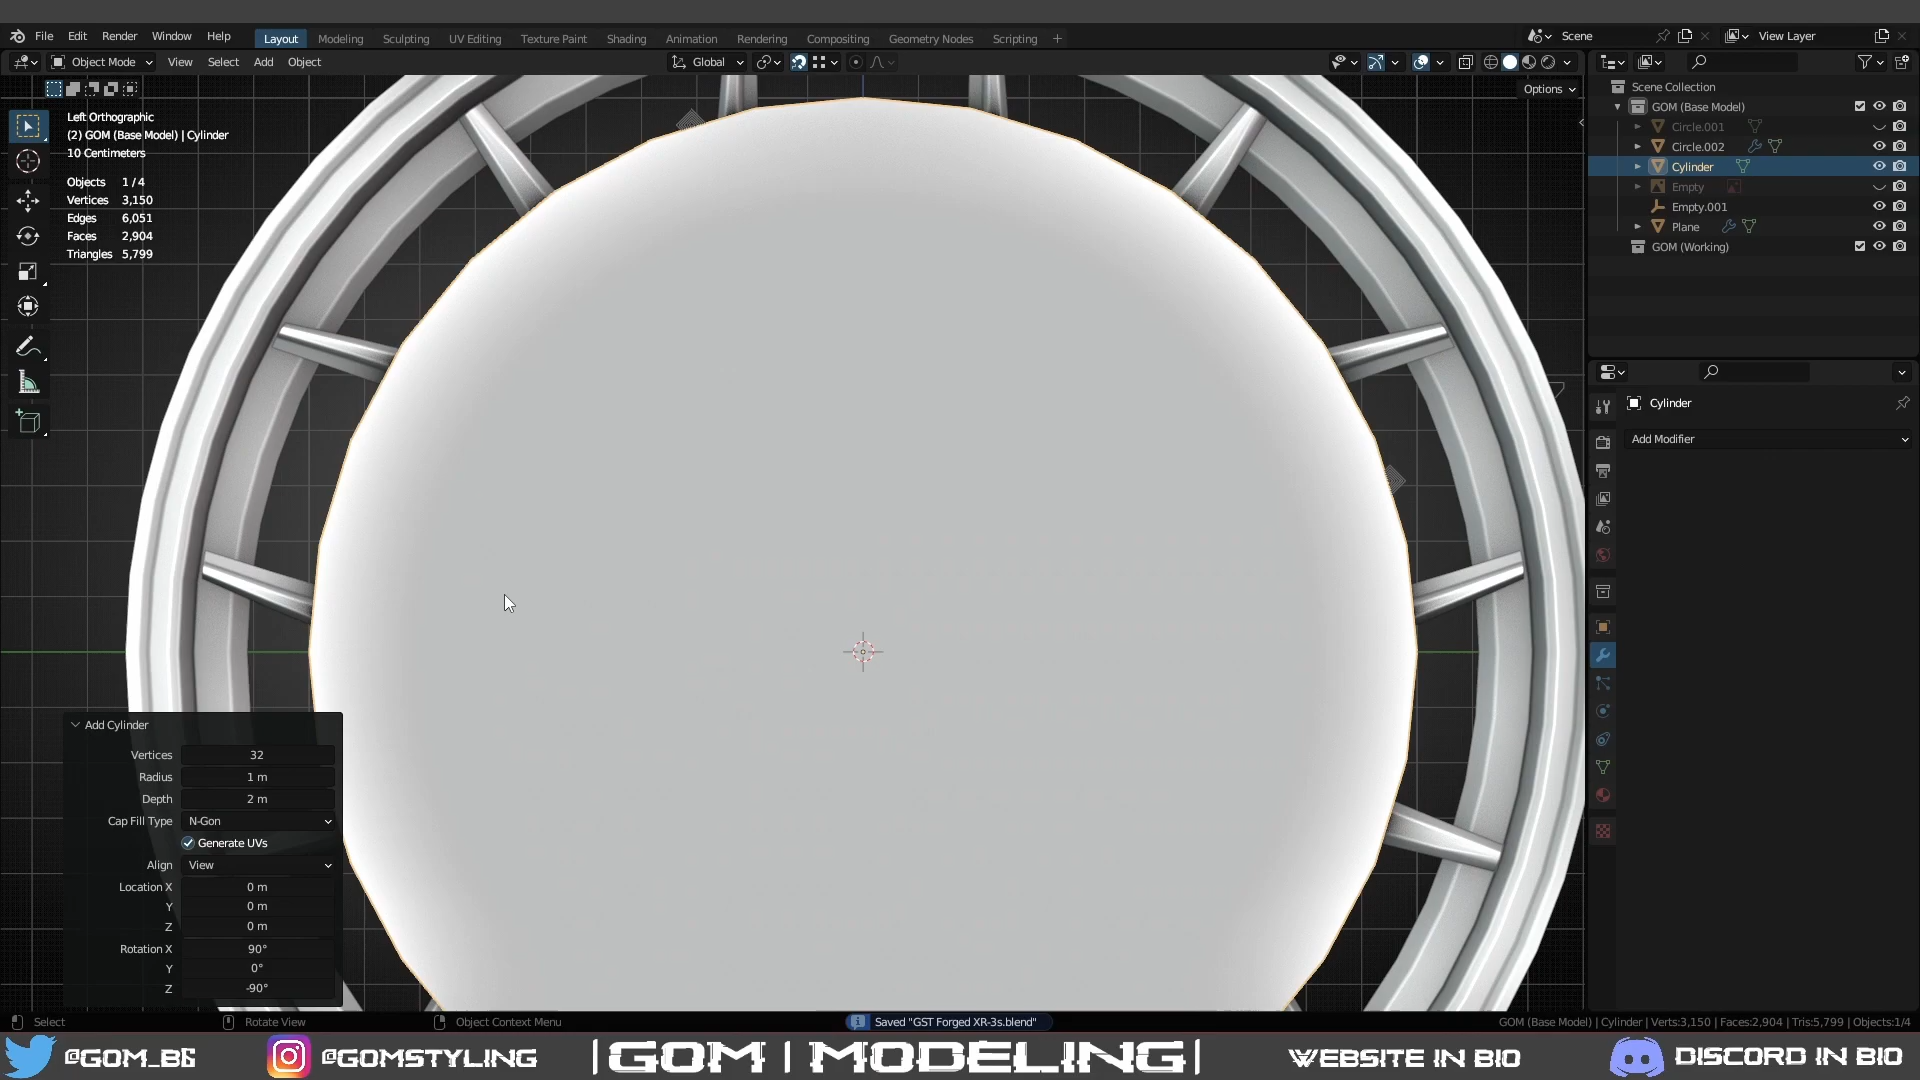 File Edit Render Window Help Layout Modeling Sculpting UV Editing Texture Paint Shading Animation Rendering Compositing Geometry Nodes Scripting Scene View Layer
Object Mode View Select Add Object Global
Options
Left Orthographic
(2) GOM (Base Model) | Cylinder
10 Centimeters
Objects 1 / 4
Vertices 3,150
Edges 6,051
Faces 2,904
Triangles 5,799
Scene Collection
GOM (Base Model)
Circle.001
Circle.002
Cylinder
Empty
Empty.001
Plane
GOM (Working)
Cylinder
Add Modifier
Add Cylinder
Vertices 32
Radius 1 m
Depth 2 m
Cap Fill Type N-Gon
Generate UVs
Align View
Location X 0 m
Y 0 m
Z 0 m
Rotation X 90°
Y 0°
Z -90°
Select Rotate View Object Context Menu Saved "GST Forged XR-3s.blend" GOM (Base Model) | Cylinder | Verts:3,150 | Faces:2,904 | Tris:5,799 | Objects:1/4
@GOM_B6 @GOMSTYLING |GOM | MODELING| WEBSITE IN BIO DISCORD IN BIO